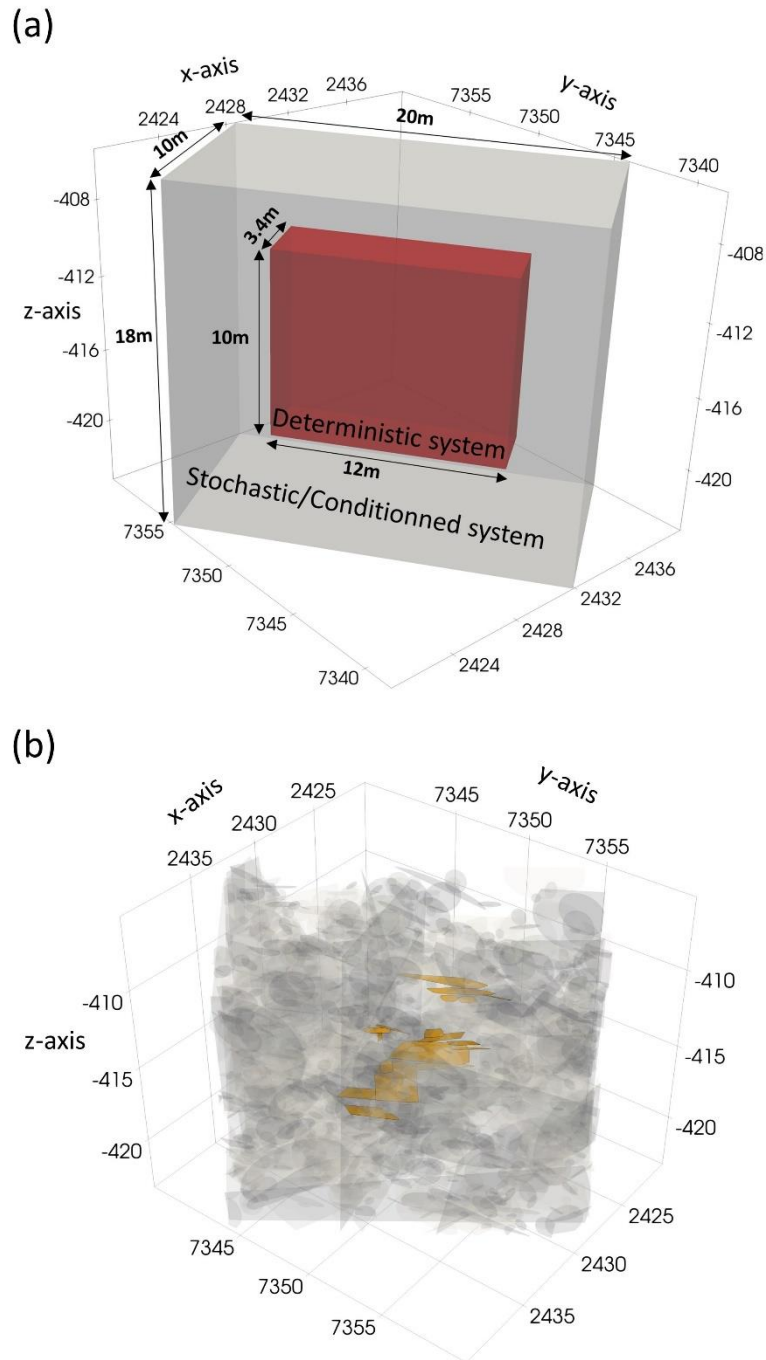 (a)
x-axis
y-axis
2424 2428 2432 2436
7355 7350 7345 7340
20m
10m
-408
-412
-416
-420
z-axis
18m
3.4m
10m
12m
Deterministic system
Stochastic/Conditionned system
-408
-412
-416
-420
7355
7350
7345
7340
2436
2432
2428
2424
(b)
x-axis
y-axis
2435 2430 2425
7345 7350 7355
-410
-415
-420
z-axis
-410
-415
-420
7345
7350
7355
2425
2430
2435